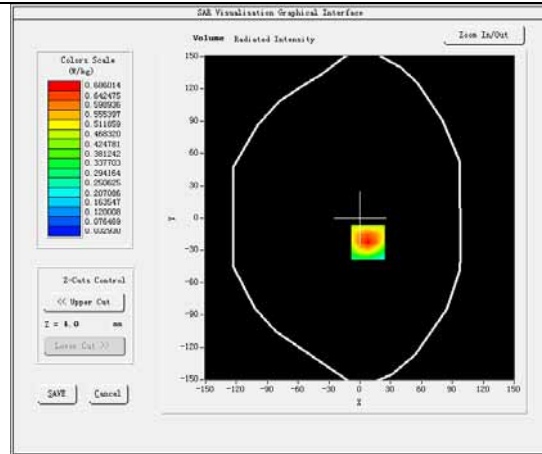 SAR Visualisation Graphical Interface
Volume Radiated Intensity
Zoom In/Out
Colors Scale
(W/kg)
0.686014
0.642475
0.598936
0.555397
0.511859
0.468320
0.424781
0.381242
0.337703
0.294164
0.250625
0.207086
0.163547
0.120008
0.076469
0.032930
Z-Cuts Control
<< Upper Cut
Z = 4.0 mm
Lower Cut >>
SAVE
Cancel
150
120
90
60
30
0
-30
-60
-90
-120
-150
Y
-150 -120 -90 -60 -30 0 30 60 90 120 150
X